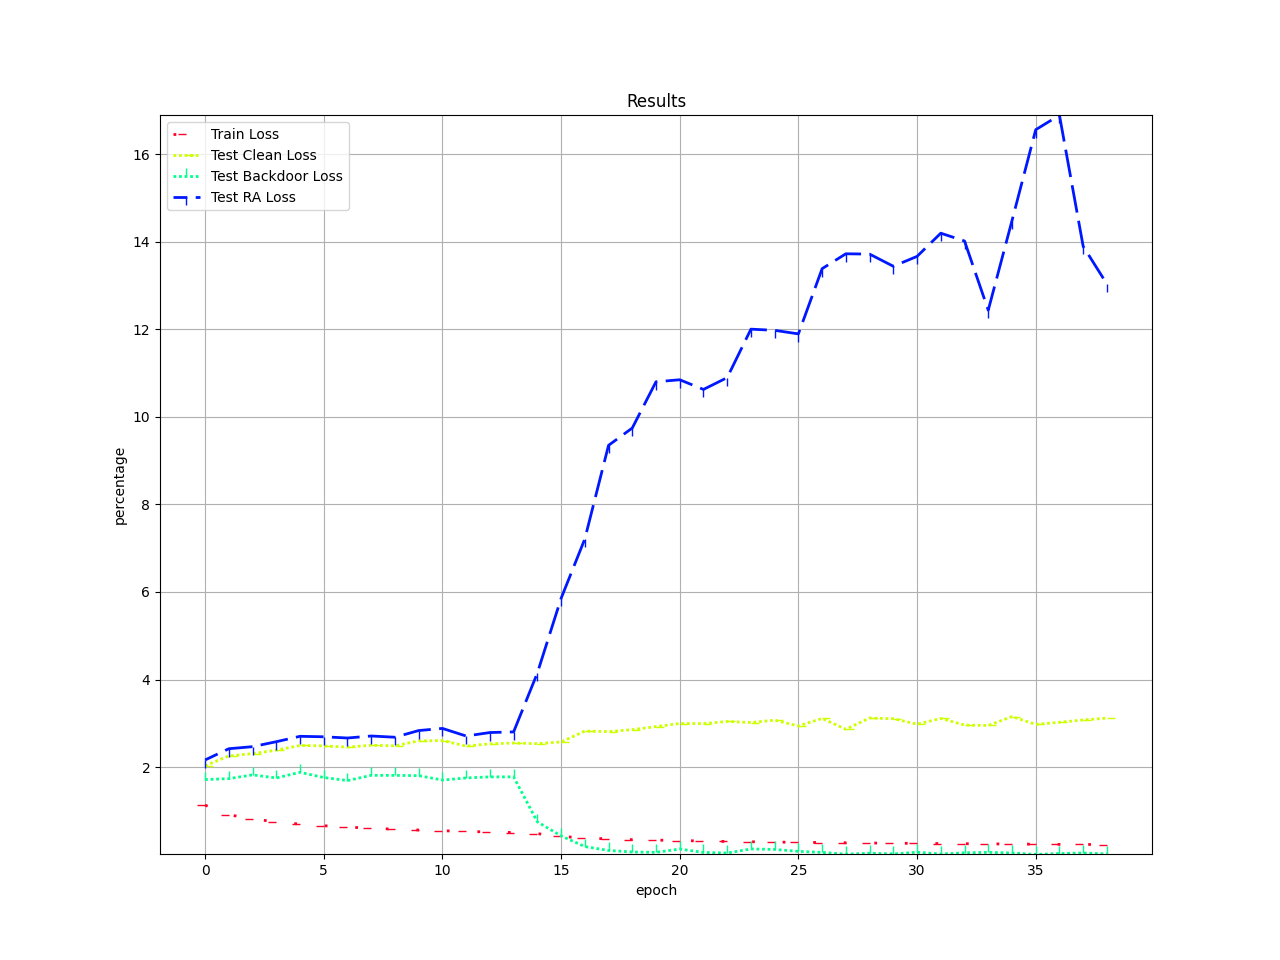 Results
Train Loss
Test Clean Loss
Test Backdoor Loss
Test RA Loss
percentage
16
14
12
10
8
6
4
2
0 5 10 15 20 25 30 35
epoch